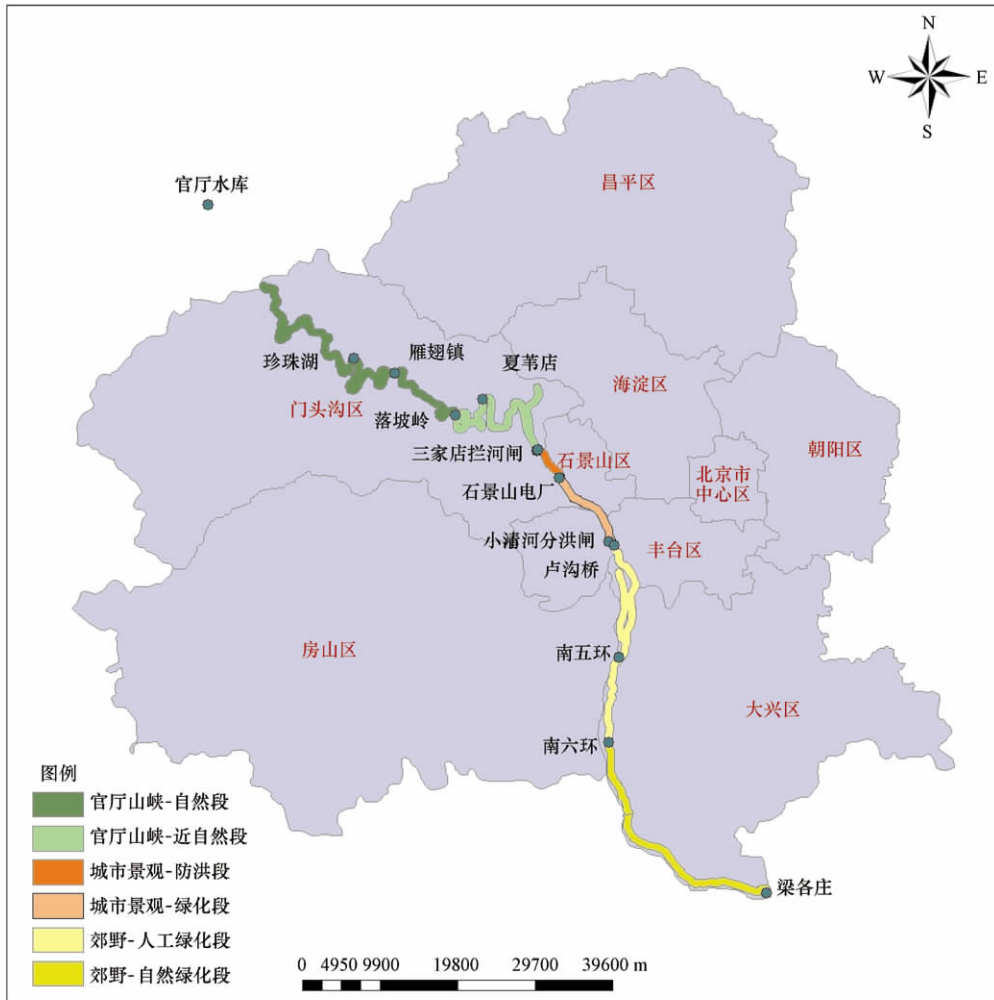 N
W
E
S
官厅水库
昌平区
珍珠湖
雁翅镇
夏苇店
海淀区
朝阳区
门头沟区
落坡岭
三家店拦河闸
石景山区
北京市
中心区
石景山电厂
小淸河分洪闸
丰台区
卢沟桥
房山区
南五环
大兴区
南六环
梁各庄
图例
官厅山峡-自然段
官厅山峡-近自然段
城市景观-防洪段
城市景观-绿化段
郊野-人工绿化段
郊野-自然绿化段
0 4950 9900 19800 29700 39600 m